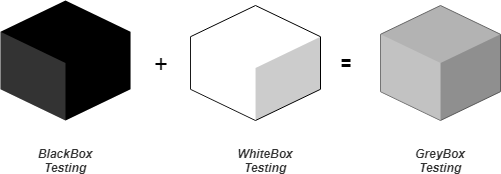 +
=
BlackBox
Testing
WhiteBox
Testing
GreyBox
Testing